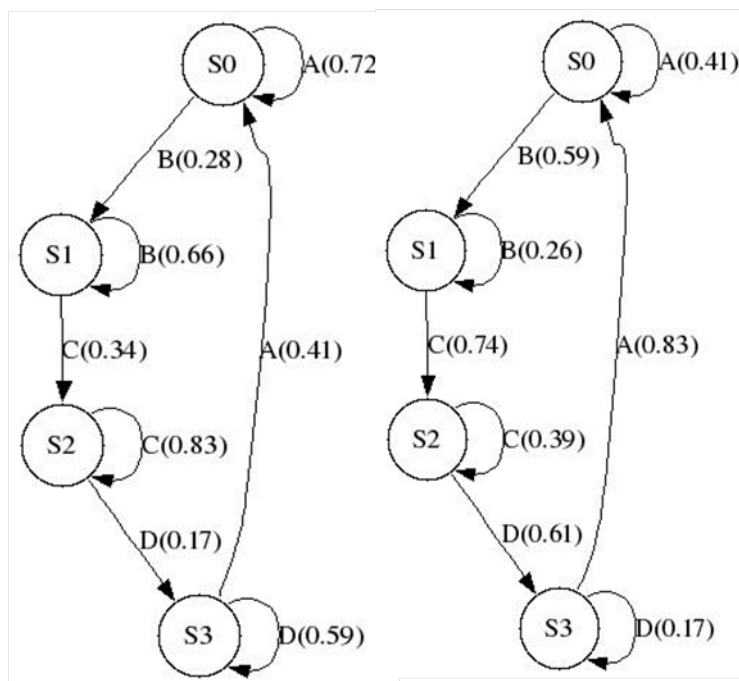 S0
A(0.72
B(0.28)
S1
B(0.66)
C(0.34)
A(0.41)
S2
C(0.83)
D(0.17)
S3
D(0.59)
S0
A(0.41)
B(0.59)
S1
B(0.26)
C(0.74)
A(0.83)
S2
C(0.39)
D(0.61)
S3
D(0.17)